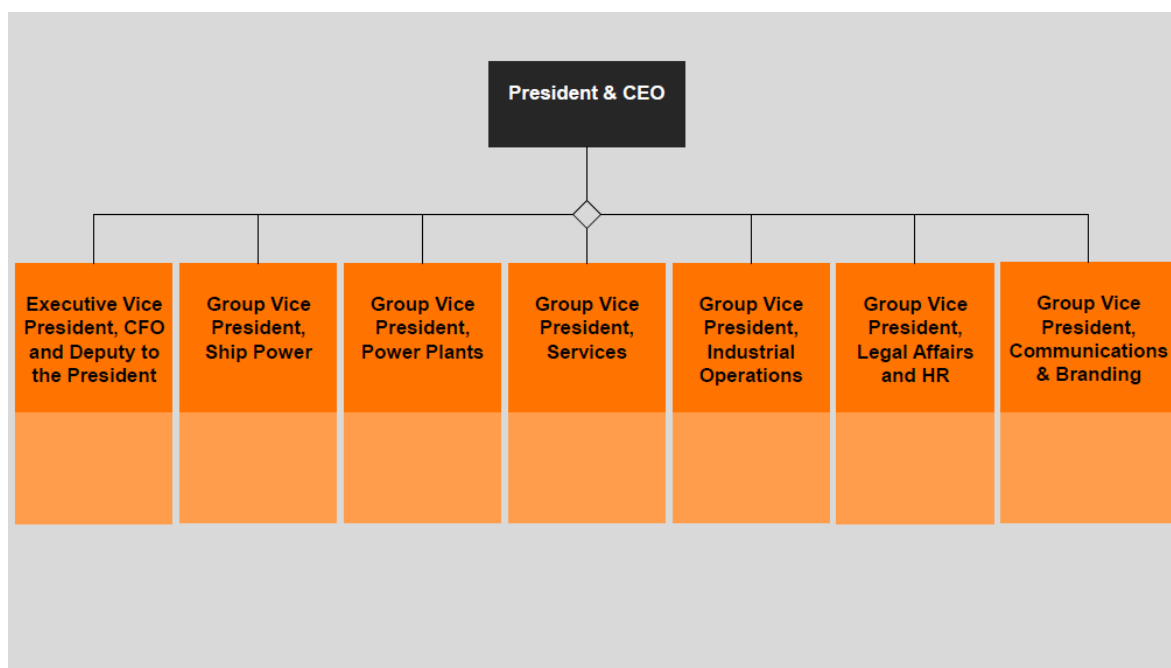 President & CEO
Executive Vice
President, CFO
and Deputy to
the President
Group Vice
President,
Ship Power
Group Vice
President,
Power Plants
Group Vice
President,
Services
Group Vice
President,
Industrial
Operations
Group Vice
President,
Legal Affairs
and HR
Group Vice
President,
Communications
& Branding